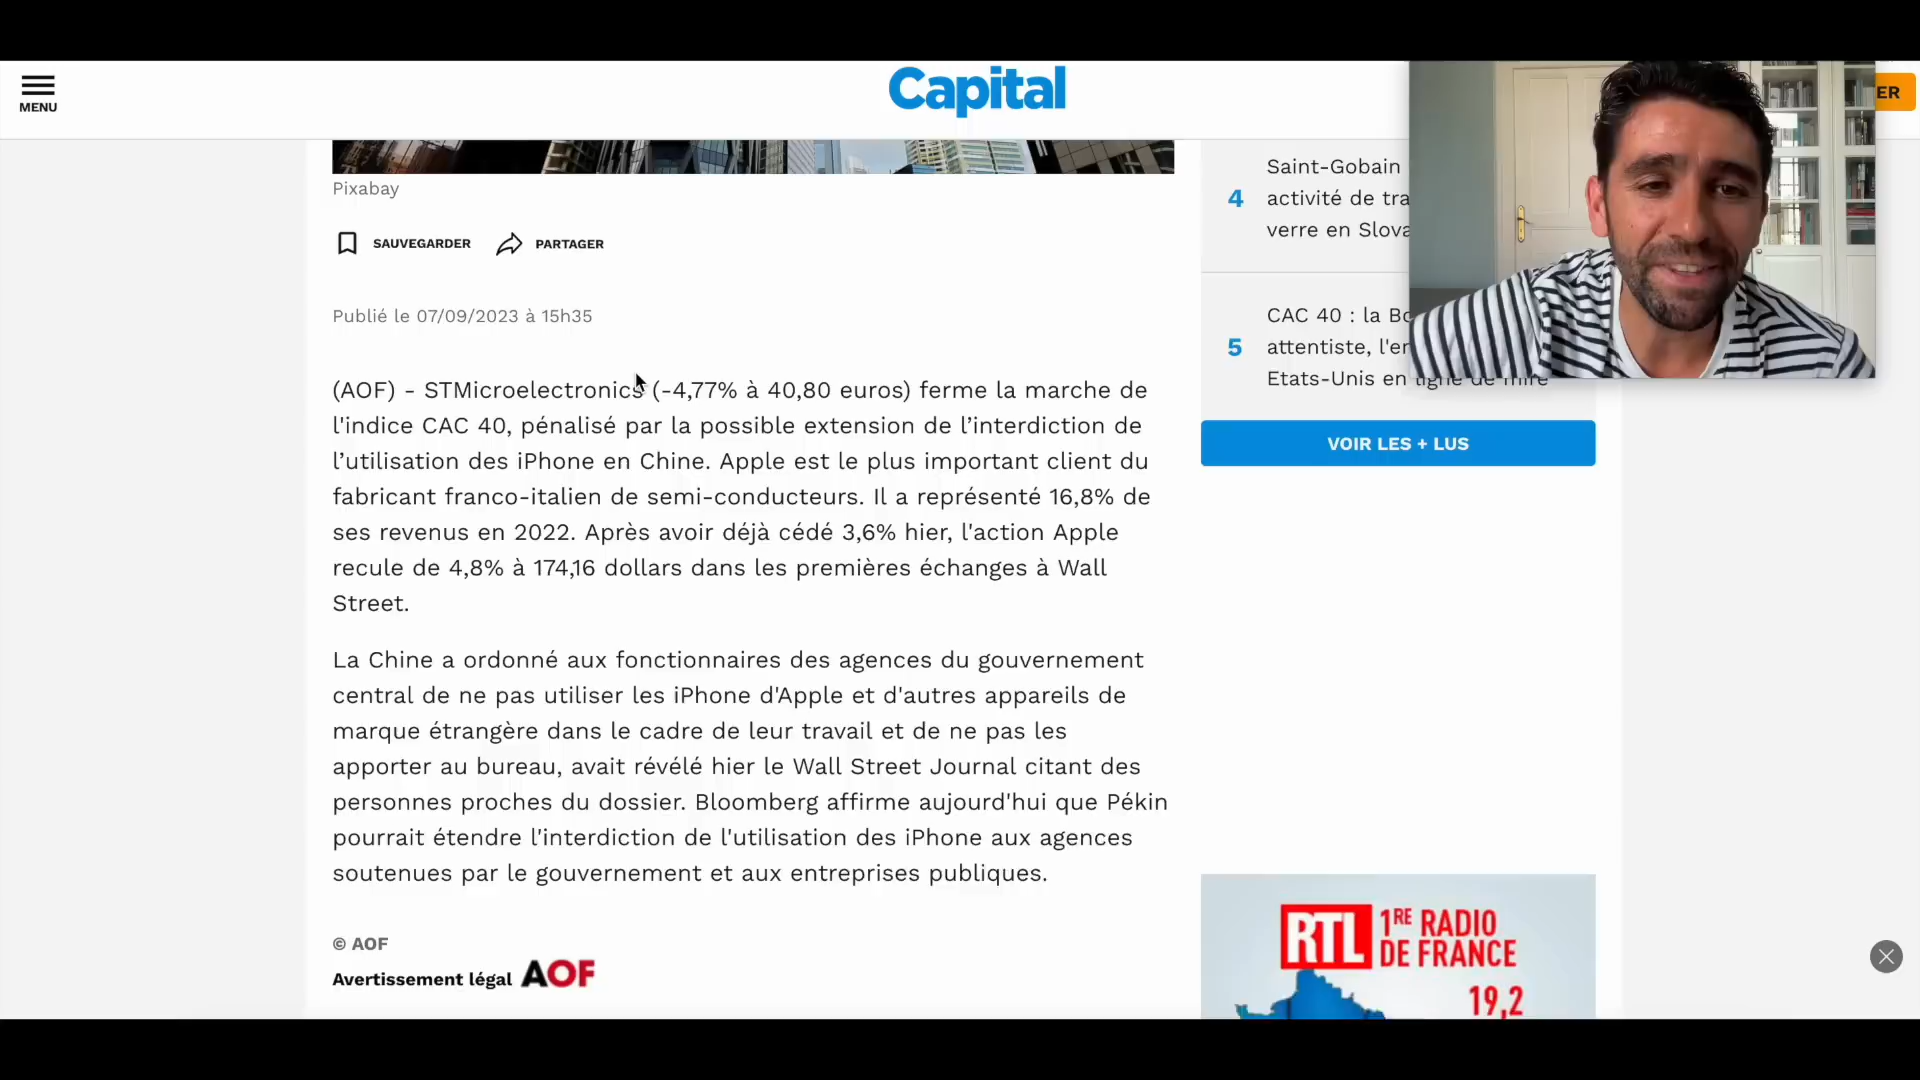 MENU
Capital
ER
Pixabay
SAUVEGARDER
PARTAGER
Publié le 07/09/2023 à 15h35
(AOF) - STMicroelectronics (-4,77% à 40,80 euros) ferme la marche de
l'indice CAC 40, pénalisé par la possible extension de l’interdiction de
l’utilisation des iPhone en Chine. Apple est le plus important client du
fabricant franco-italien de semi-conducteurs. Il a représenté 16,8% de
ses revenus en 2022. Après avoir déjà cédé 3,6% hier, l'action Apple
recule de 4,8% à 174,16 dollars dans les premières échanges à Wall
Street.
La Chine a ordonné aux fonctionnaires des agences du gouvernement
central de ne pas utiliser les iPhone d'Apple et d'autres appareils de
marque étrangère dans le cadre de leur travail et de ne pas les
apporter au bureau, avait révélé hier le Wall Street Journal citant des
personnes proches du dossier. Bloomberg affirme aujourd'hui que Pékin
pourrait étendre l'interdiction de l'utilisation des iPhone aux agences
soutenues par le gouvernement et aux entreprises publiques.
© AOF
Avertissement légal AOF
4
Saint-Gobain
activité de tra
verre en Slova
5
CAC 40 : la Bo
attentiste, l'er
Etats-Unis en ligne de mire
VOIR LES + LUS
RTL
1RE RADIO
DE FRANCE
19,2